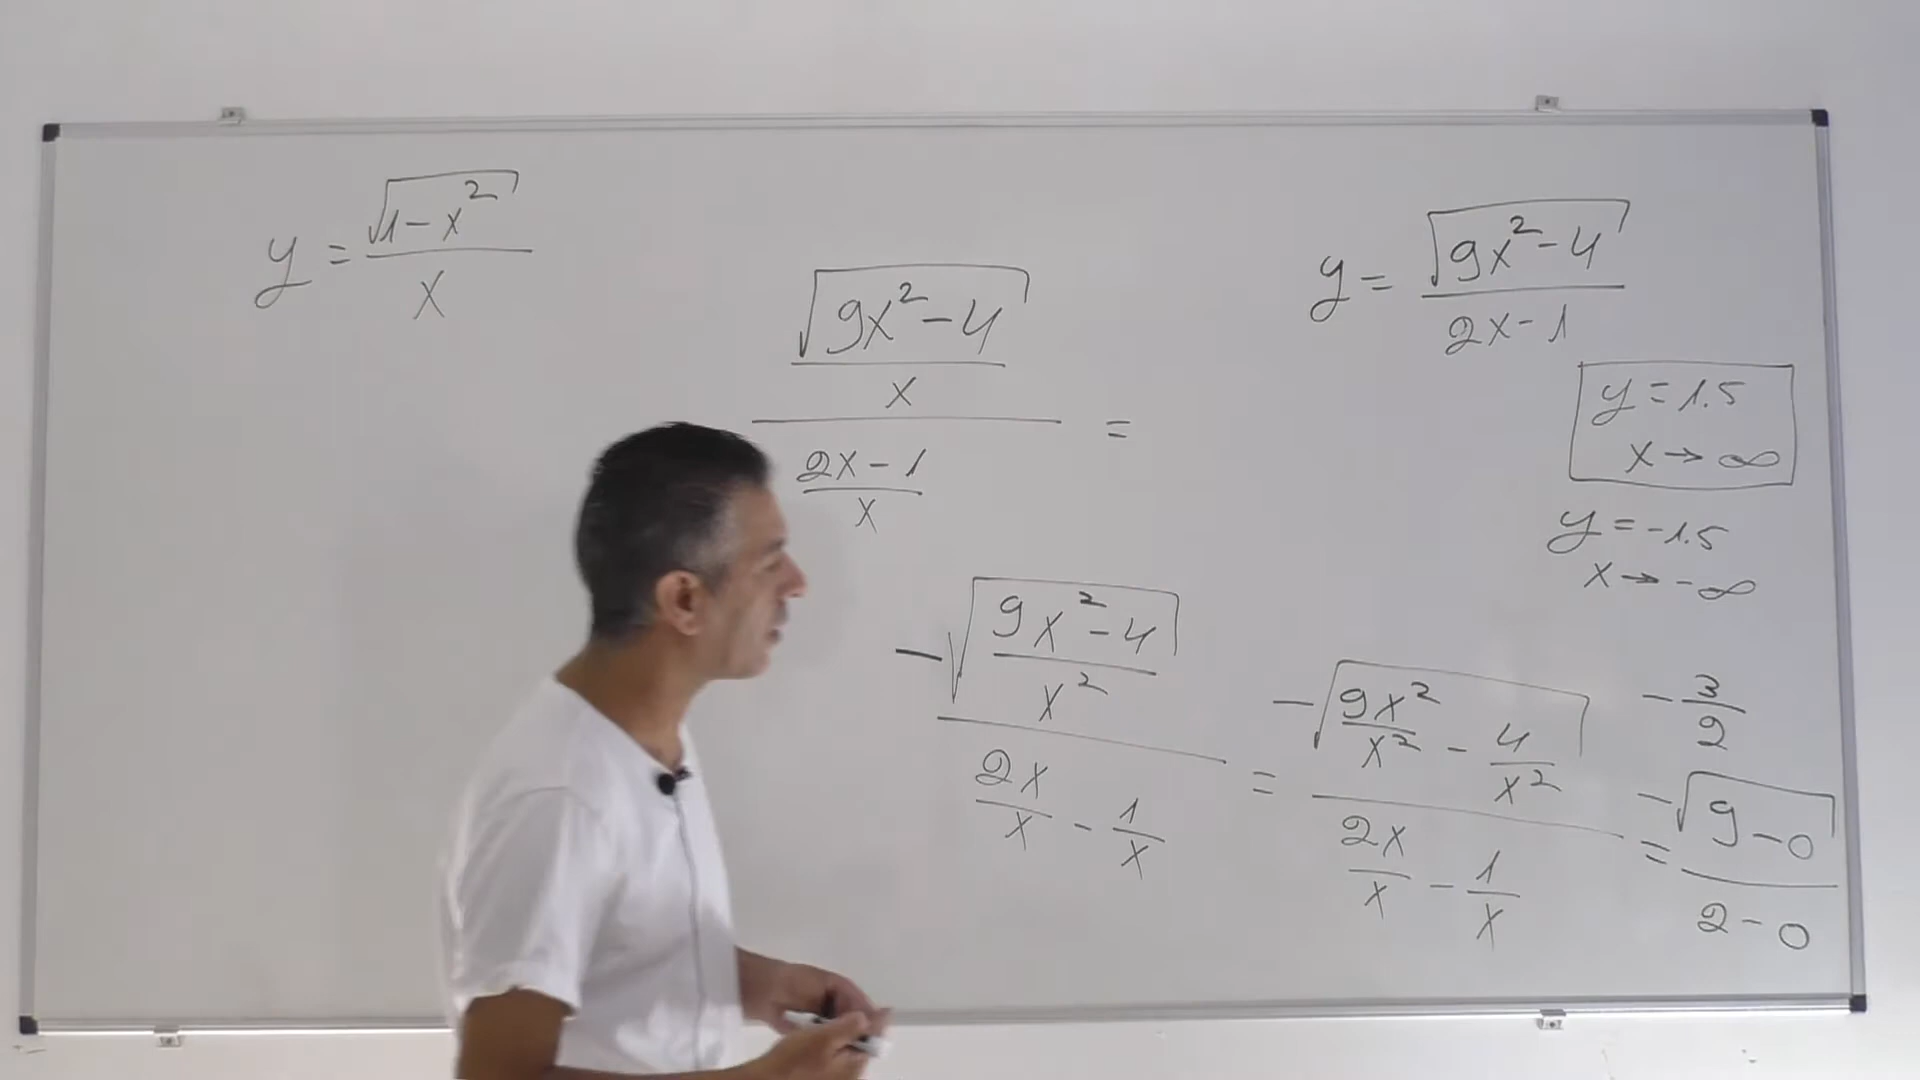 y = √(1-x²) / x
√(9x²-4) / x
=
(2x-1) / x
y = √(9x²-4) / (2x-1)
y = 1.5
x → ∞
y = -1.5
x → -∞
-√((9x²-4)/x²) / (2x/x - 1/x) = -√(9x²/x² - 4/x²) / (2x/x - 1/x) = -√(9-0) / (2-0)
-3/2